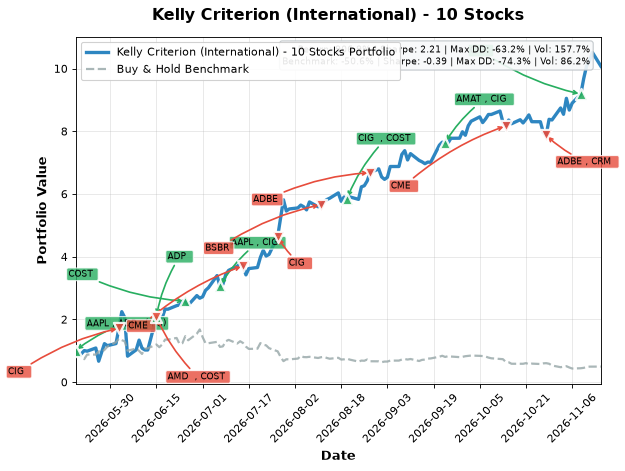 Kelly Criterion (International) - 10 Stocks
Kelly Criterion (International) - 10 Stocks Portfolio
Buy & Hold Benchmark
rpe: 2.21 | Max DD: -63.2% | Vol: 157.7%
Benchmark: -50.6% | Sharpe: -0.39 | Max DD: -74.3% | Vol: 86.2%
Portfolio Value
10
8
6
4
2
0
AMAT , CIG
CIG , COST
ADBE , CRM
CME
ADBE
BSBR
AAPL , CIG
CIG
ADP
COST
AAPL
CME
CIG
AMD , COST
2026-05-30
2026-06-15
2026-07-01
2026-07-17
2026-08-02
2026-08-18
2026-09-03
2026-09-19
2026-10-05
2026-10-21
2026-11-06
Date